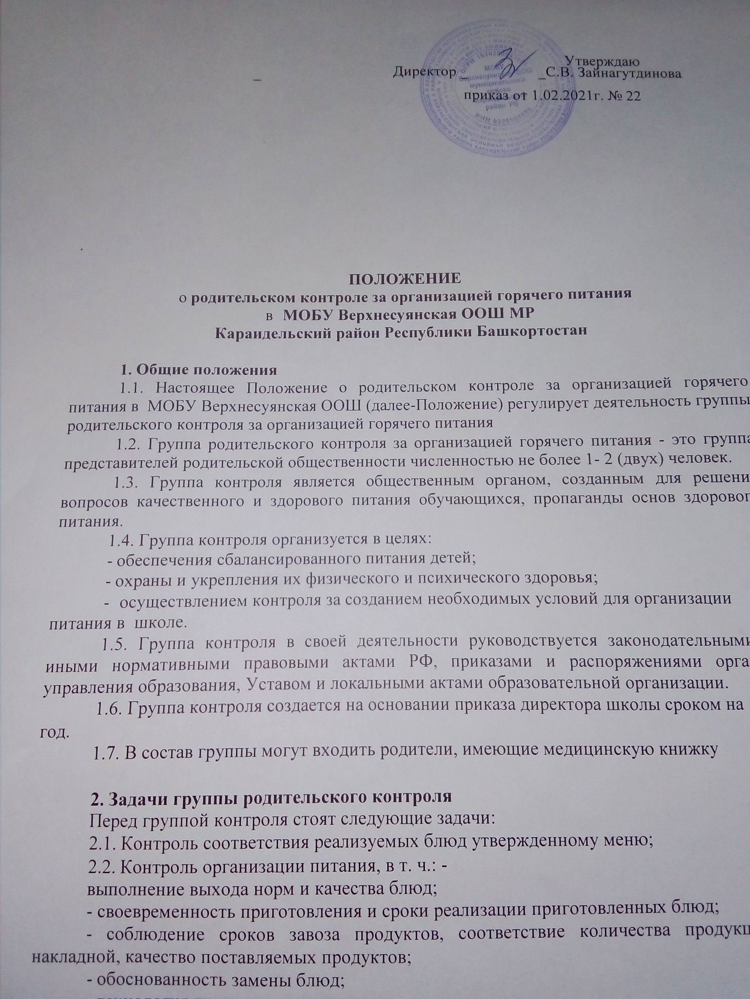 Утверждаю
Директор _ _С.В. Зайнагутдинова
приказ от 1.02.2021г. № 22
МОБУ
муниципального
района
район РБ
ПОЛОЖЕНИЕ
о родительском контроле за организацией горячего питания
в МОБУ Верхнесуянская ООШ МР
Караидельский район Республики Башкортостан
1. Общие положения
1.1. Настоящее Положение о родительском контроле за организацией горячего
питания в МОБУ Верхнесуянская ООШ (далее-Положение) регулирует деятельность группы
родительского контроля за организацией горячего питания
1.2. Группа родительского контроля за организацией горячего питания - это группа
представителей родительской общественности численностью не более 1- 2 (двух) человек.
1.3. Группа контроля является общественным органом, созданным для решени
вопросов качественного и здорового питания обучающихся, пропаганды основ здоровог
питания.
1.4. Группа контроля организуется в целях:
- обеспечения сбалансированного питания детей;
- охраны и укрепления их физического и психического здоровья;
- осуществлением контроля за созданием необходимых условий для организации
питания в школе.
1.5. Группа контроля в своей деятельности руководствуется законодательными
иными нормативными правовыми актами РФ, приказами и распоряжениями орга
управления образования, Уставом и локальными актами образовательной организации.
1.6. Группа контроля создается на основании приказа директора школы сроком на
год.
1.7. В состав группы могут входить родители, имеющие медицинскую книжку
2. Задачи группы родительского контроля
Перед группой контроля стоят следующие задачи:
2.1. Контроль соответствия реализуемых блюд утвержденному меню;
2.2. Контроль организации питания, в т. ч.: -
выполнение выхода норм и качества блюд;
- своевременность приготовления и сроки реализации приготовленных блюд;
- соблюдение сроков завоза продуктов, соответствие количества продукц
накладной, качество поставляемых продуктов;
- обоснованность замены блюд;